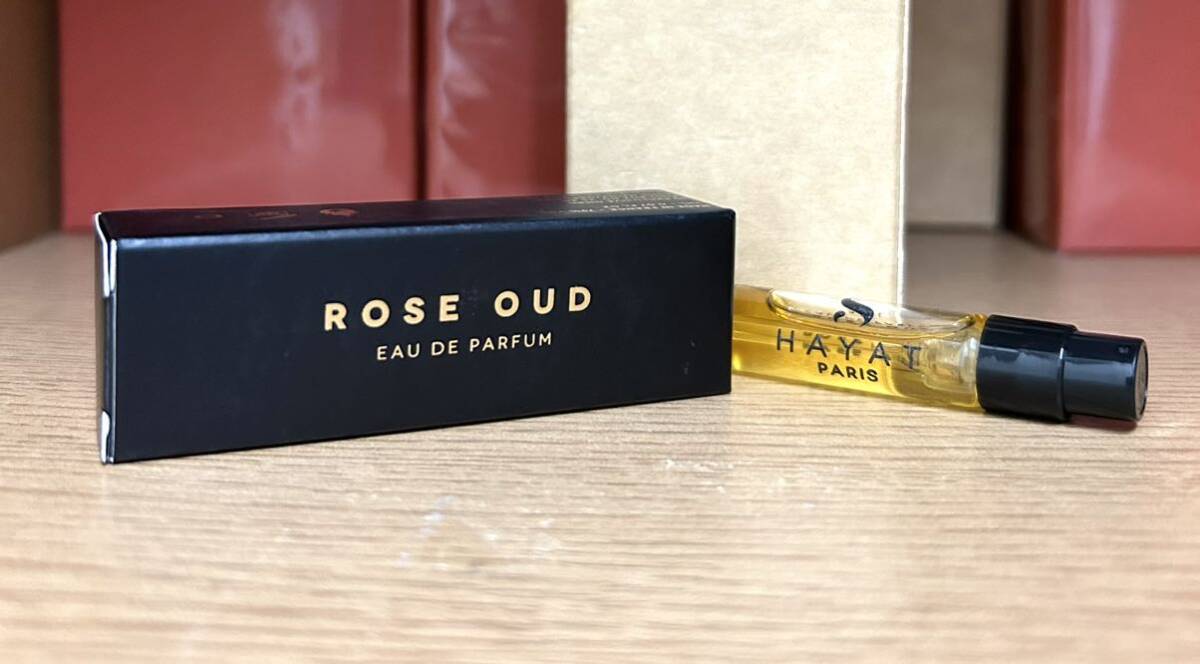 ROSE OUD
EAU DE PARFUM
HAYAT
PARIS